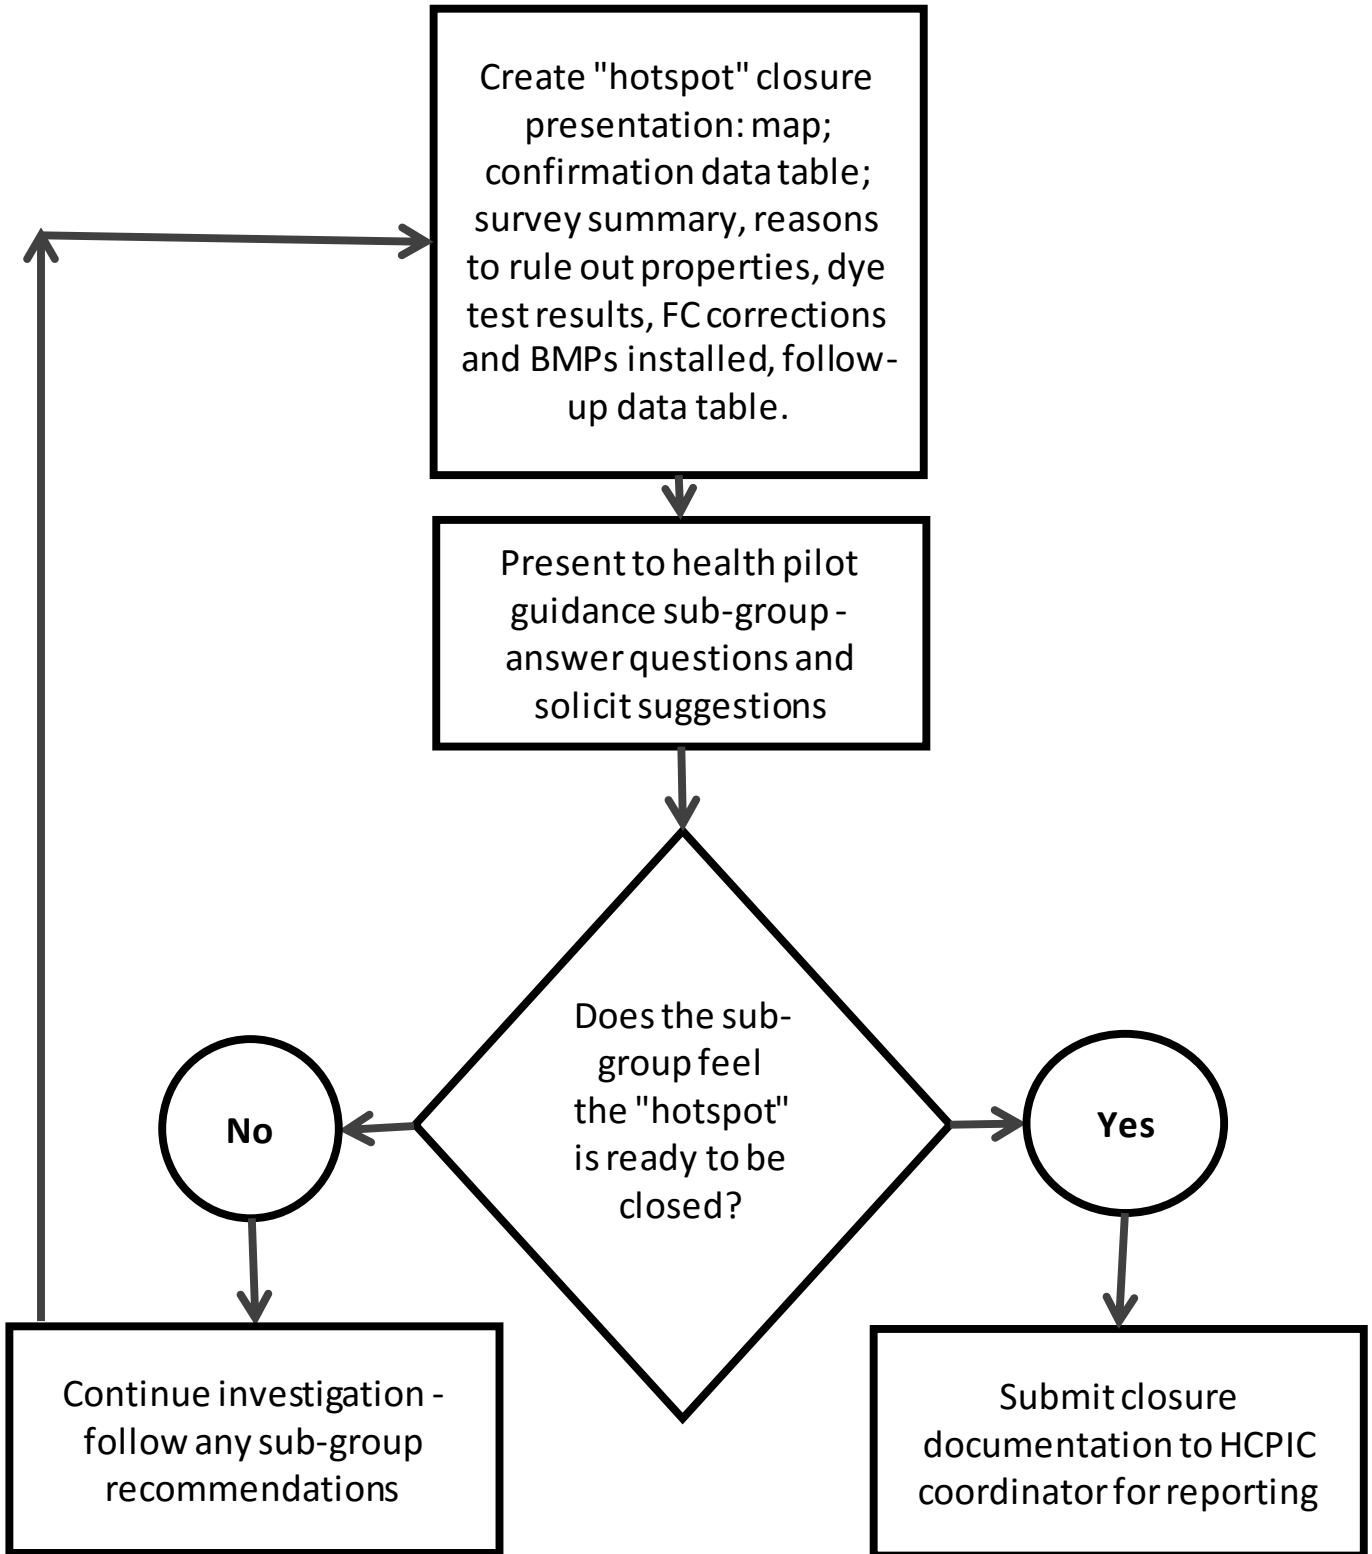 Create "hotspot" closure
presentation: map;
confirmation data table;
survey summary, reasons
to rule out properties, dye
test results, FC corrections
and BMPs installed, follow-
up data table.
Present to health pilot
guidance sub-group -
answer questions and
solicit suggestions
Does the sub-
group feel
the "hotspot"
is ready to be
closed?
No
Yes
Continue investigation -
follow any sub-group
recommendations
Submit closure
documentation to HCPIC
coordinator for reporting